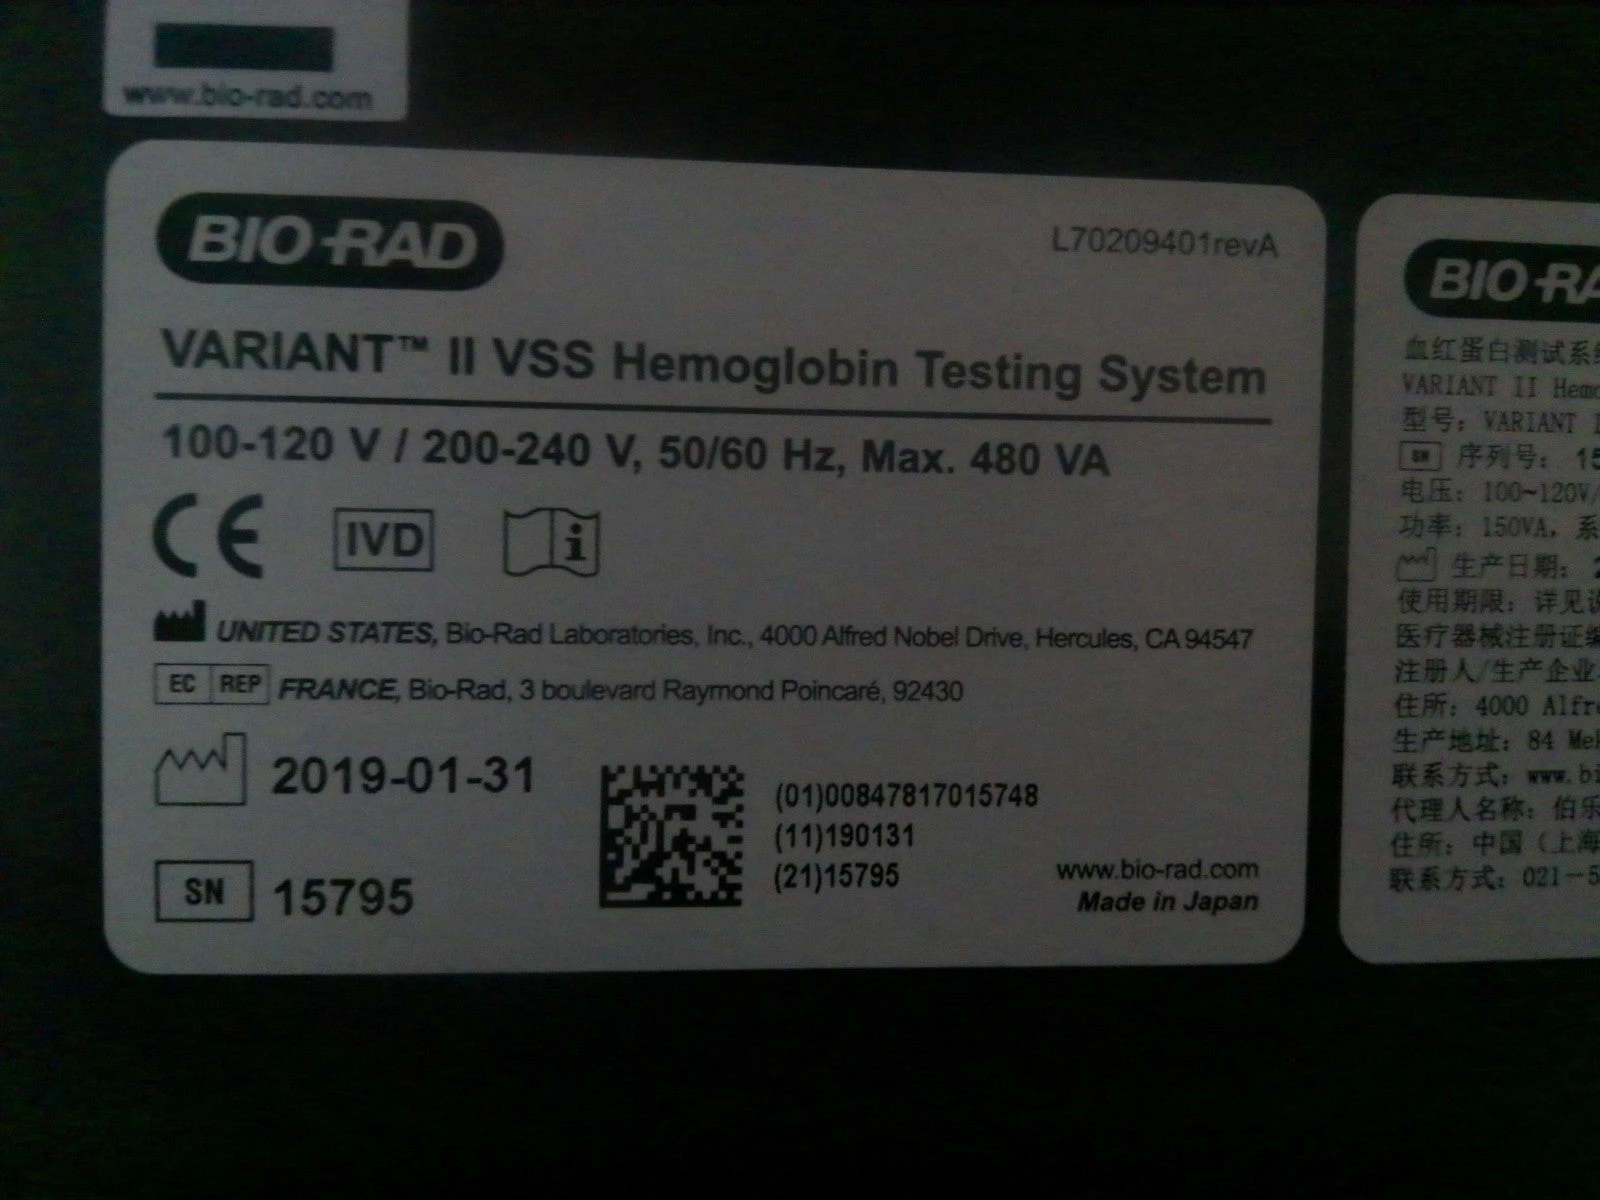 www.bio-rad.com
BIO-RAD
L70209401revA
VARIANT™ II VSS Hemoglobin Testing System
100-120 V / 200-240 V, 50/60 Hz, Max. 480 VA
CE IVD i
UNITED STATES, Bio-Rad Laboratories, Inc., 4000 Alfred Nobel Drive, Hercules, CA 94547
EC REP FRANCE, Bio-Rad, 3 boulevard Raymond Poincaré, 92430
2019-01-31
SN 15795
(01)00847817015748
(11)190131
(21)15795
www.bio-rad.com
Made in Japan
BIO-RA
血红蛋白测试系
VARIANT II Hemo
型号：VARIANT
SN 序列号：15
电压：100~120V/
功率：150VA，系
生产日期：2
使用期限：详见
医疗器械注册证
注册人/生产企业
住所：4000 Alfr
生产地址：84 Me
联系方式：www.bi
代理人名称：伯乐
住所：中国（上海
联系方式：021-5